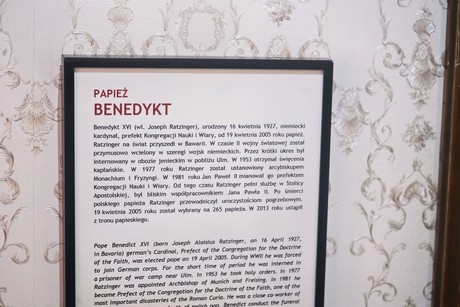 PAPIEŻ
BENEDYKT
Benedykt XVI (wł. Joseph Ratzinger), urodzony 16 kwietnia 1927, niemiecki
kardynał, prefekt Kongregacji Nauki i Wiary, od 19 kwietnia 2005 roku papież.
Ratzinger na świat przyszedł w Bawarii. W czasie II wojny światowej został
przymusowo wcielony w szeregi wojsk niemieckich. Przez krótki okres był
internowany w obozie jenieckim w pobliżu Ulm. W 1953 otrzymał święcenia
kapłańskie. W 1977 roku Ratzinger został ustanowiony arcybiskupem
Monachium i Fryzyngi. W 1981 roku Jan Paweł II mianował go prefektem
Kongregacji Nauki i Wiary. Od tego czasu Ratzinger pełni służbę w Stolicy
Apostolskiej, był bliskim współpracownikiem Jana Pawła II. Po śmierci
polskiego papieża Ratzinger przewodniczył uroczystościom pogrzebowym.
19 kwietnia 2005 roku został wybrany na 265 papieża. W 2013 roku ustąpił
z tronu papieskiego.
Pope Benedict XVI (born Joseph Aloisius Ratzinger, on 16 April 1927,
in Bavaria) german's Cardinal, Prefect of the Congregation for the Doctrine
of the Faith, was elected pope on 19 April 2005. During WWII he was forced
to join German corps. For the short time of period he was interned in
a prisoner of war camp near Ulm. In 1953 he took holy orders. In 1977
Ratzinger was appointed Archbishop of Munich and Freising. In 1981 he
became Prefect of the Congregation for the Doctrine of the Faith, one of the
most important dicasteries of the Roman Curia. He was a close co-worker of
of polish pope. Benedict conduct the funeral